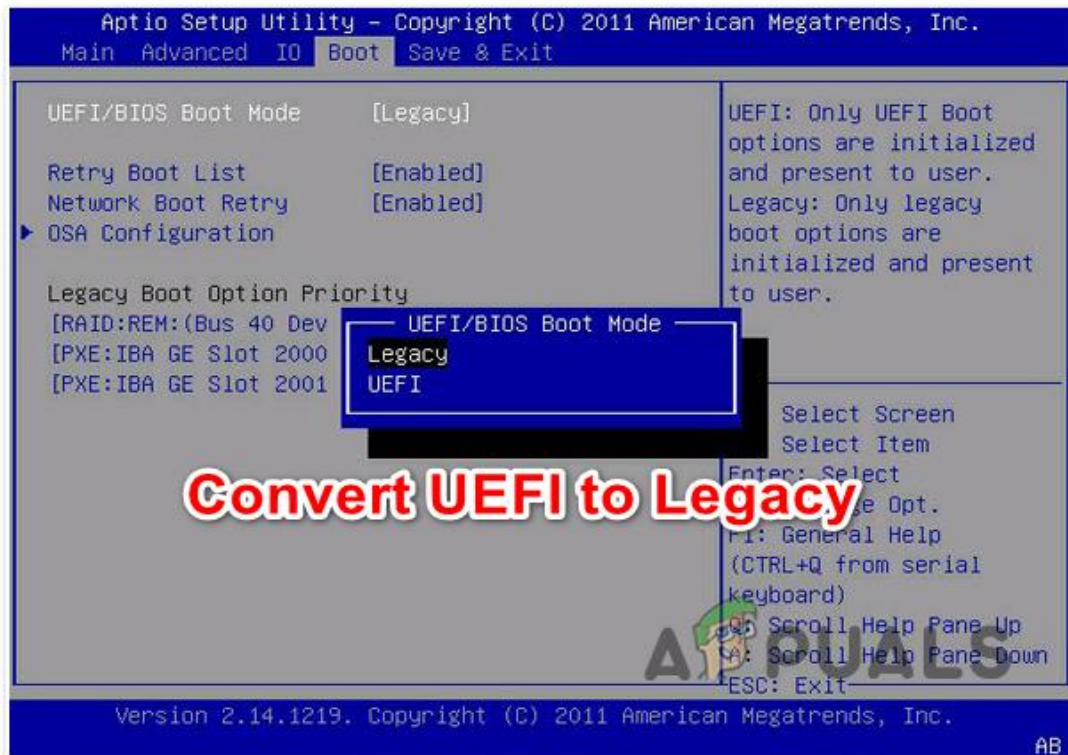 Aptio Setup Utility – Copyright (C) 2011 American Megatrends, Inc.
Main Advanced IO Boot Save & Exit
UEFI/BIOS Boot Mode [Legacy]
Retry Boot List [Enabled]
Network Boot Retry [Enabled]
OSA Configuration
Legacy Boot Option Priority
[RAID:REM:(Bus 40 Dev
[PXE:IBA GE Slot 2000
[PXE:IBA GE Slot 2001
UEFI/BIOS Boot Mode
Legacy
UEFI
UEFI: Only UEFI Boot
options are initialized
and present to user.
Legacy: Only legacy
boot options are
initialized and present
to user.
Select Screen
Select Item
Enter: Select
Opt.
F1: General Help
(CTRL+Q from serial
keyboard)
Q: Scroll Help Pane Up
A: Scroll Help Pane Down
ESC: Exit
Convert UEFI to Legacy
APPUALS
Version 2.14.1219. Copyright (C) 2011 American Megatrends, Inc.
AB